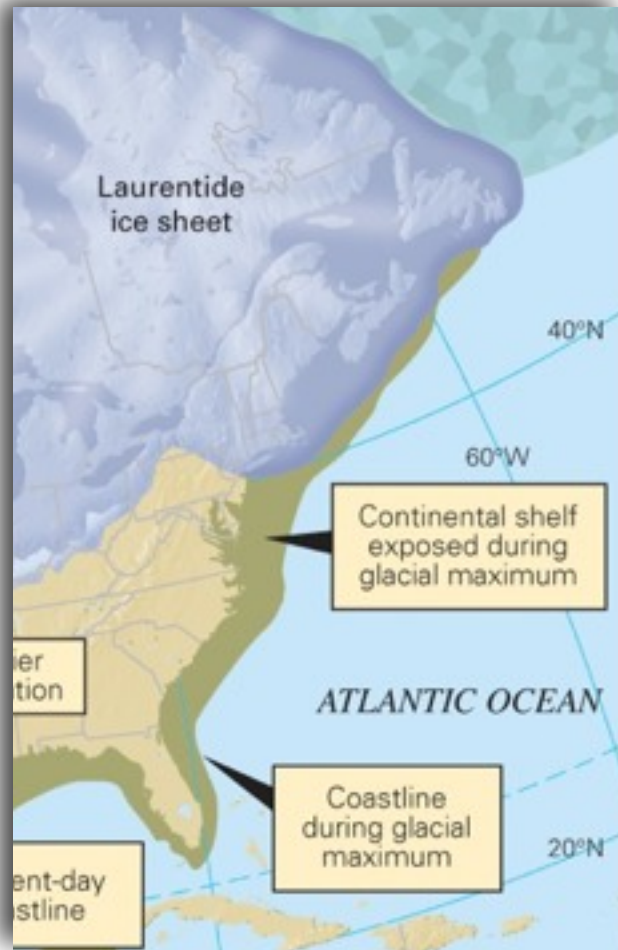 Laurentide
ice sheet
40°N
60°W
Continental shelf
exposed during
glacial maximum
ier
tion
ATLANTIC OCEAN
Coastline
during glacial
maximum
20°N
ent-day
astline